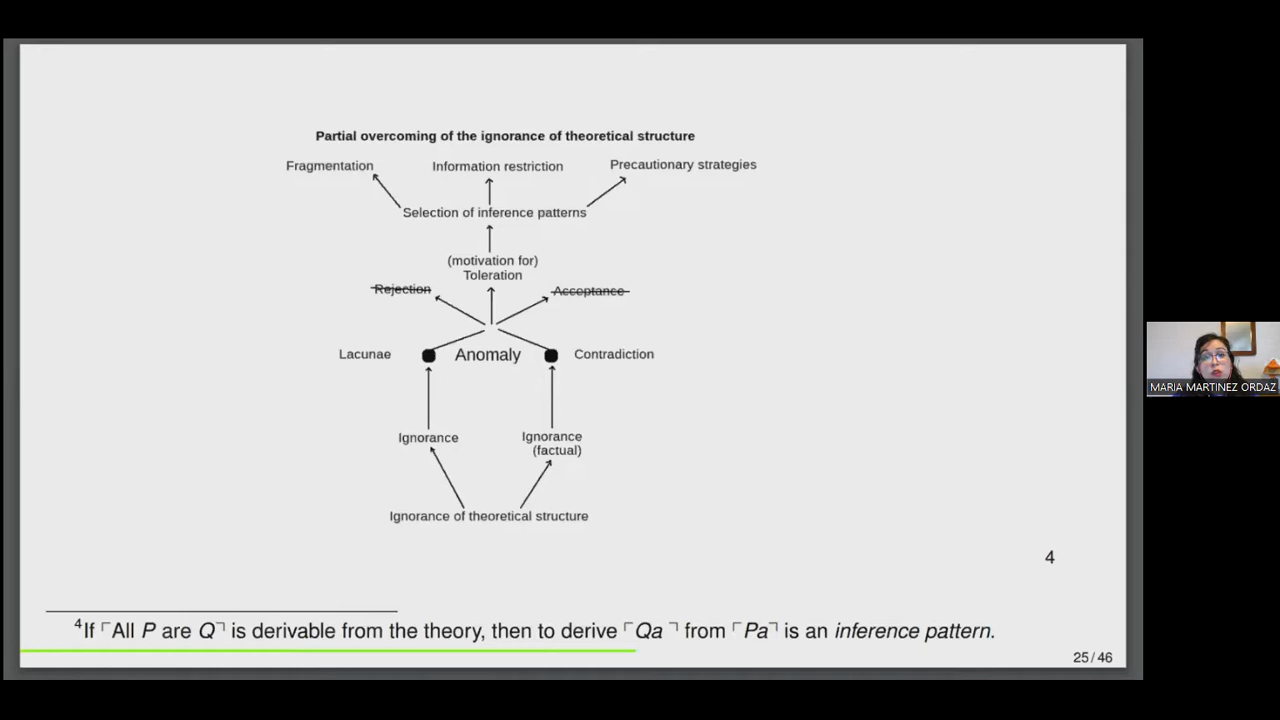 Partial overcoming of the ignorance of theoretical structure
Fragmentation
Information restriction
Precautionary strategies
Selection of inference patterns
(motivation for)
Toleration
Rejection
Acceptance
Lacunae
Anomaly
Contradiction
Ignorance
Ignorance
(factual)
Ignorance of theoretical structure
4
4If ⌜All P are Q⌝ is derivable from the theory, then to derive ⌜Qa ⌝ from ⌜Pa⌝ is an inference pattern.
25 / 46
MARIA MARTINEZ ORDAZ